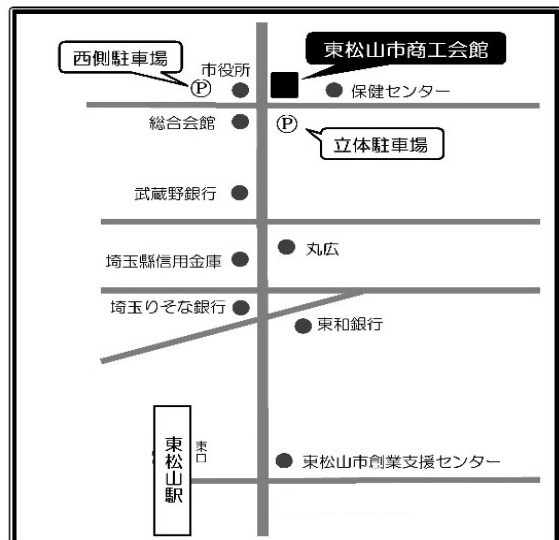 東松山市商工会館
西側駐車場
市役所
P
保健センター
総合会館
P
立体駐車場
武蔵野銀行
丸広
埼玉縣信用金庫
埼玉りそな銀行
東和銀行
東松山駅
東口
東松山市創業支援センター